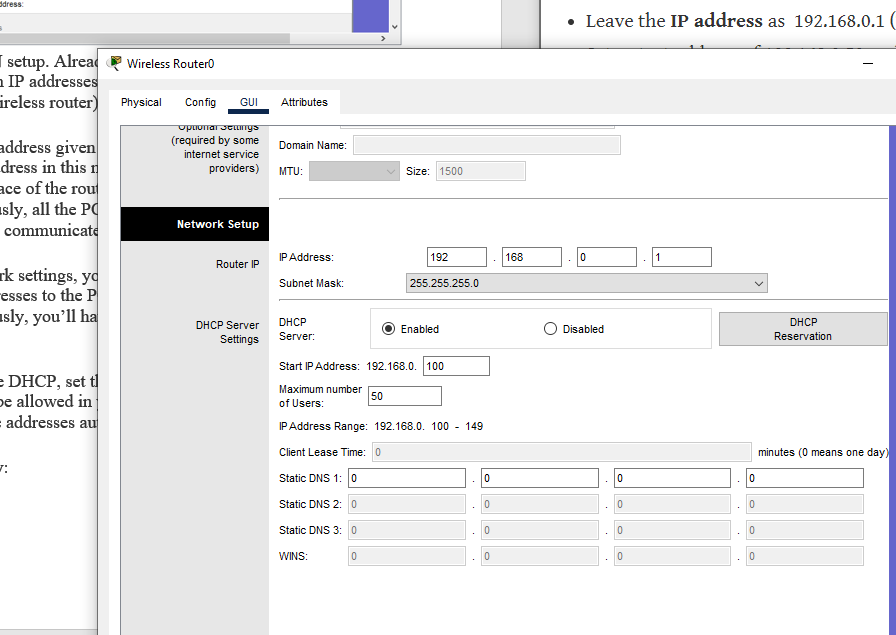 ddress:
• Leave the IP address as 192.168.0.1 (
N setup. Alread
n IP addresses
ireless router)
address given
dress in this n
ace of the rout
usly, all the PC
communicate
rk settings, yo
resses to the P
usly, you'll ha
e DHCP, set th
be allowed in
e addresses au
y:
Wireless Router0
Physical Config GUI Attributes
Optional Settings
(required by some
internet service
providers)
Domain Name:
MTU: Size: 1500
Network Setup
Router IP
IP Address: 192 . 168 . 0 . 1
Subnet Mask: 255.255.255.0
DHCP Server
Settings
DHCP
Server: Enabled Disabled
DHCP
Reservation
Start IP Address: 192.168.0. 100
Maximum number
of Users: 50
IP Address Range: 192.168.0. 100 - 149
Client Lease Time: 0 minutes (0 means one day)
Static DNS 1: 0 . 0 . 0 . 0
Static DNS 2: 0 . 0 . 0 . 0
Static DNS 3: 0 . 0 . 0 . 0
WINS: 0 . 0 . 0 . 0